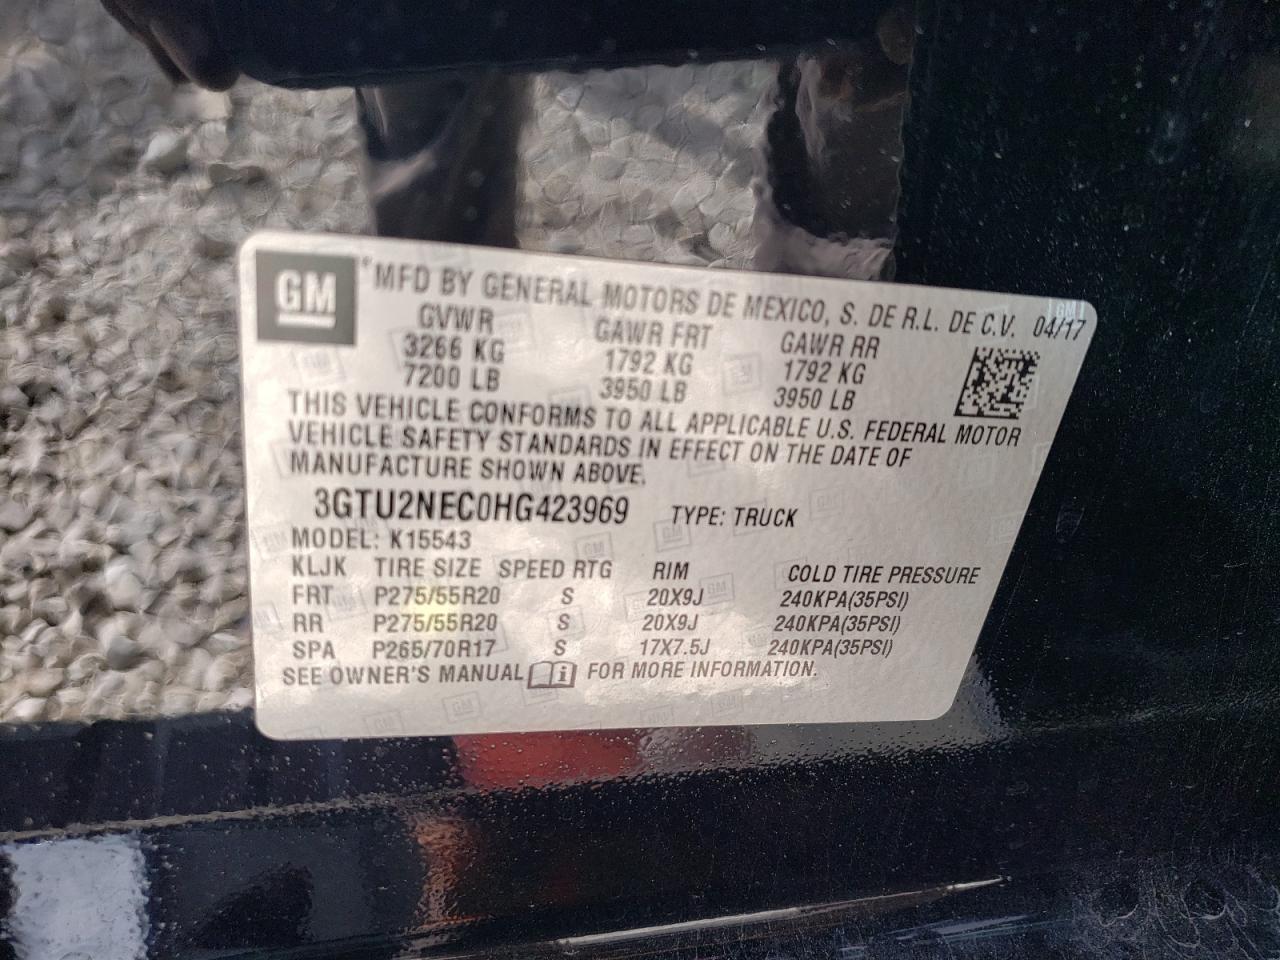 GM
*MFD BY GENERAL MOTORS DE MEXICO, S. DE R.L. DE C.V. 04/17
GVWR GAWR FRT GAWR RR
3266 KG 1792 KG 1792 KG
7200 LB 3950 LB 3950 LB
THIS VEHICLE CONFORMS TO ALL APPLICABLE U.S. FEDERAL MOTOR
VEHICLE SAFETY STANDARDS IN EFFECT ON THE DATE OF
MANUFACTURE SHOWN ABOVE.
3GTU2NEC0HG423969 TYPE: TRUCK
MODEL: K15543
KLJK TIRE SIZE SPEED RTG RIM COLD TIRE PRESSURE
FRT P275/55R20 S 20X9J 240KPA(35PSI)
RR P275/55R20 S 20X9J 240KPA(35PSI)
SPA P265/70R17 S 17X7.5J 240KPA(35PSI)
SEE OWNER'S MANUAL i FOR MORE INFORMATION.